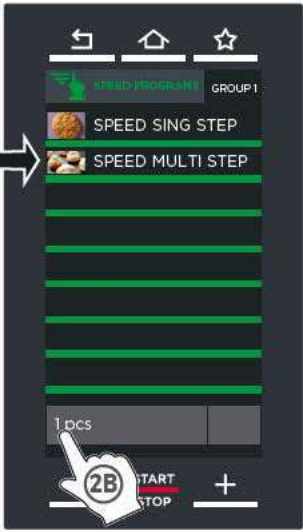 SPEED PROGRAMS GROUP 1
SPEED SING STEP
SPEED MULTI STEP
1 pcs
2B
START
STOP
+